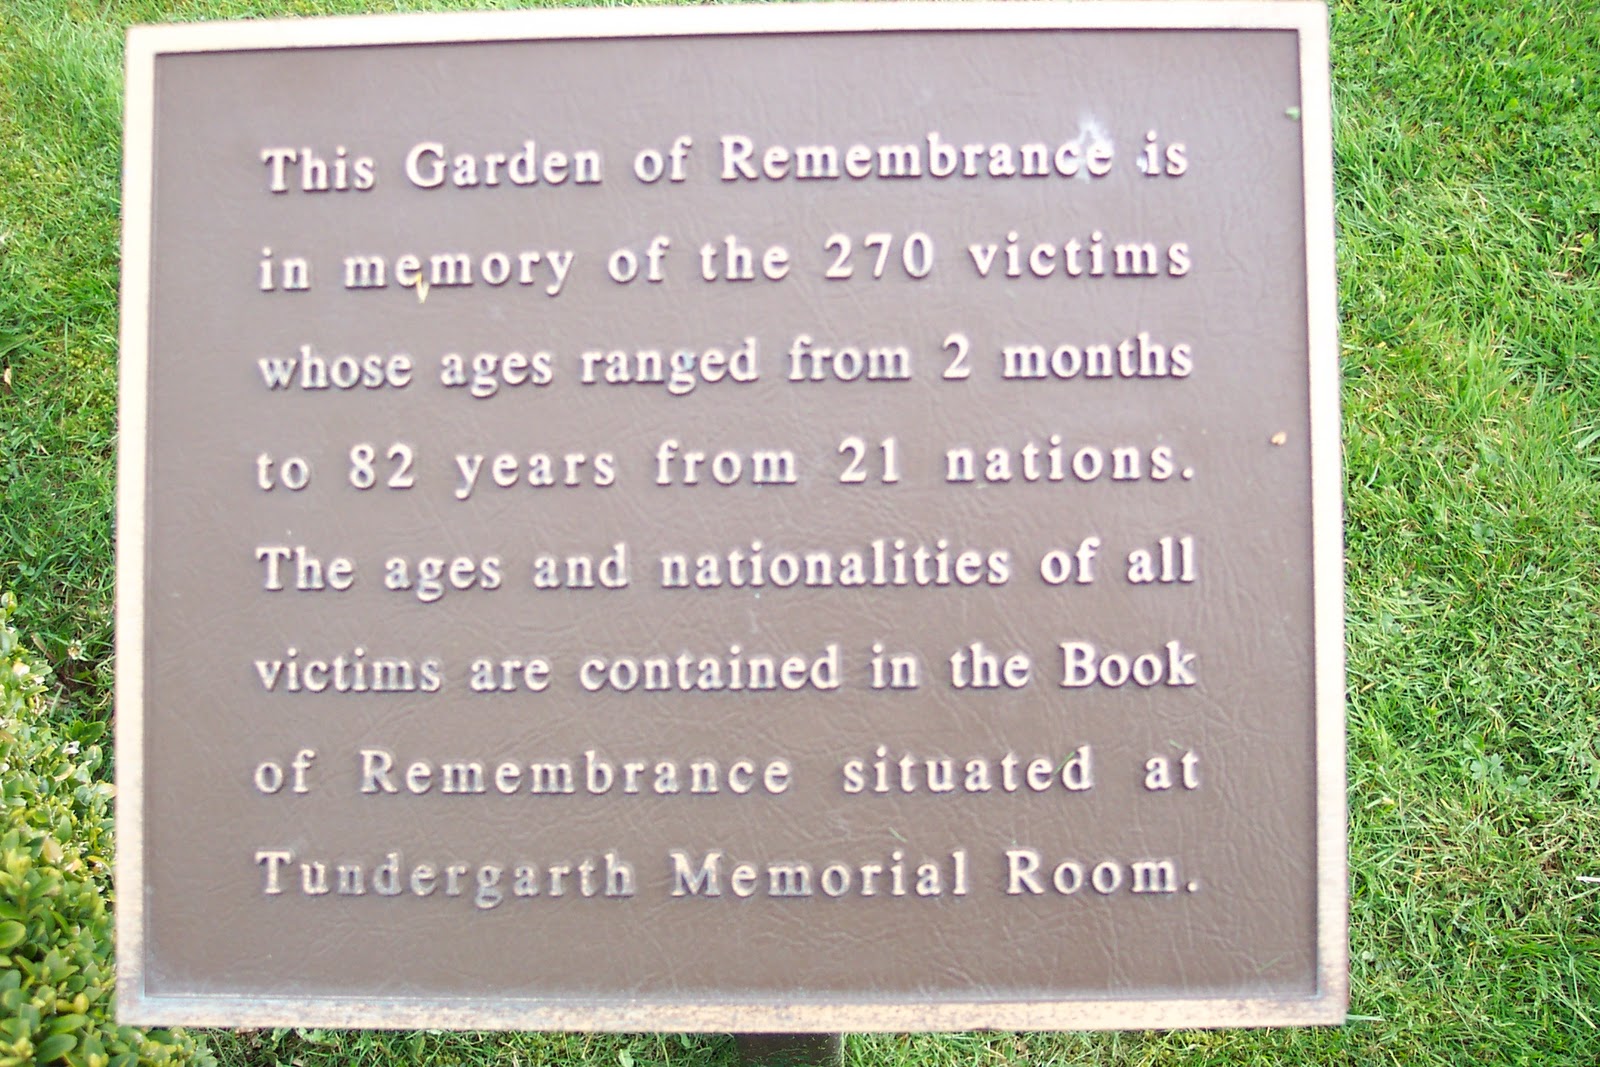 This Garden of Remembrance is
in memory of the 270 victims
whose ages ranged from 2 months
to 82 years from 21 nations.
The ages and nationalities of all
victims are contained in the Book
of Remembrance situated at
Tundergarth Memorial Room.